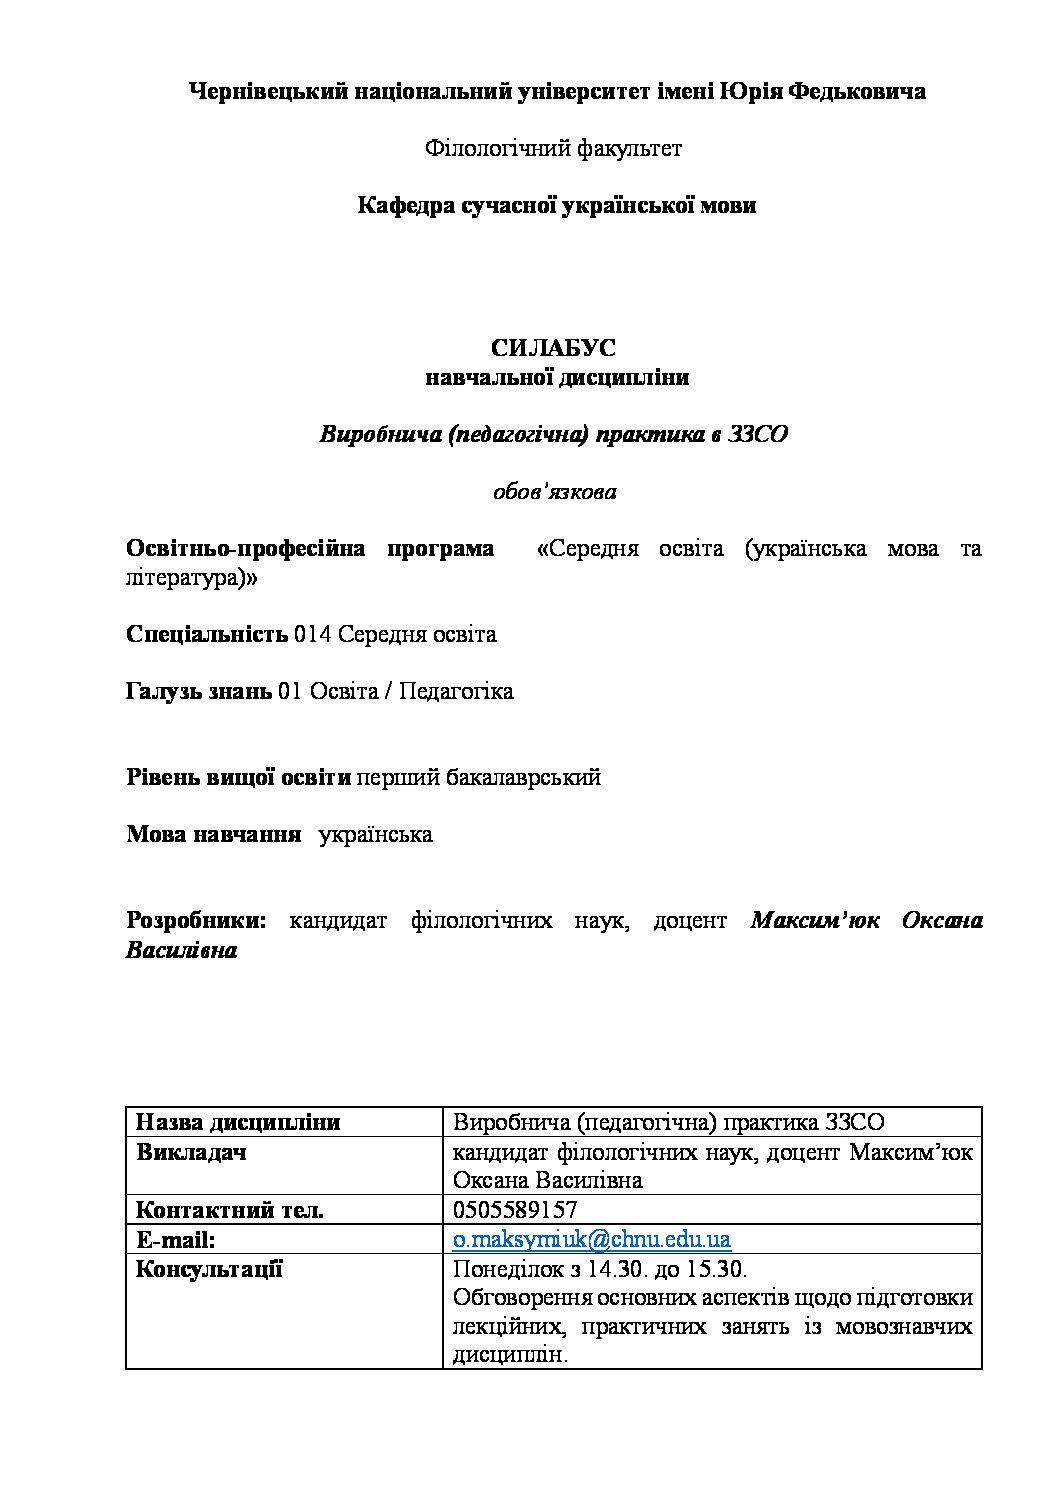 Чернівецький національний університет імені Юрія Федьковича
Філологічний факультет
Кафедра сучасної української мови
СИЛАБУС
навчальної дисципліни
Виробнича (педагогічна) практика в ЗЗСО
обов’язкова
Освітньо-професійна програма «Середня освіта (українська мова та
література)»
Спеціальність 014 Середня освіта
Галузь знань 01 Освіта / Педагогіка
Рівень вищої освіти перший бакалаврський
Мова навчання українська
Розробники: кандидат філологічних наук, доцент Максим’юк Оксана
Василівна
Назва дисципліни Виробнича (педагогічна) практика ЗЗСО
Викладач кандидат філологічних наук, доцент Максим’юк
Оксана Василівна
Контактний тел. 0505589157
E-mail: o.maksymiuk@chnu.edu.ua
Консультації Понеділок з 14.30. до 15.30.
Обговорення основних аспектів щодо підготовки
лекційних, практичних занять із мовознавчих
дисциплін.